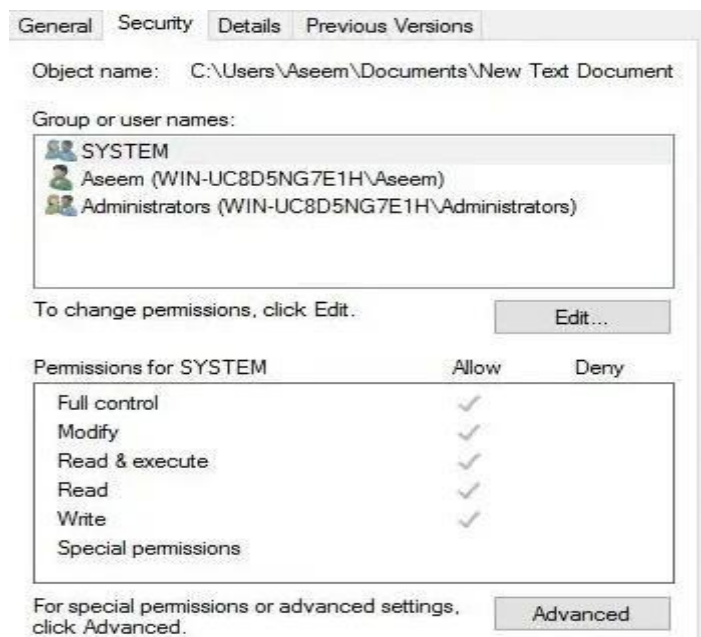 General Security Details Previous Versions
Object name: C:\Users\Aseem\Documents\New Text Document
Group or user names:
SYSTEM
Aseem (WIN-UC8D5NG7E1H\Aseem)
Administrators (WIN-UC8D5NG7E1H\Administrators)
To change permissions, click Edit.
Edit...
Permissions for SYSTEM Allow Deny
Full control
Modify
Read & execute
Read
Write
Special permissions
For special permissions or advanced settings,
click Advanced.
Advanced